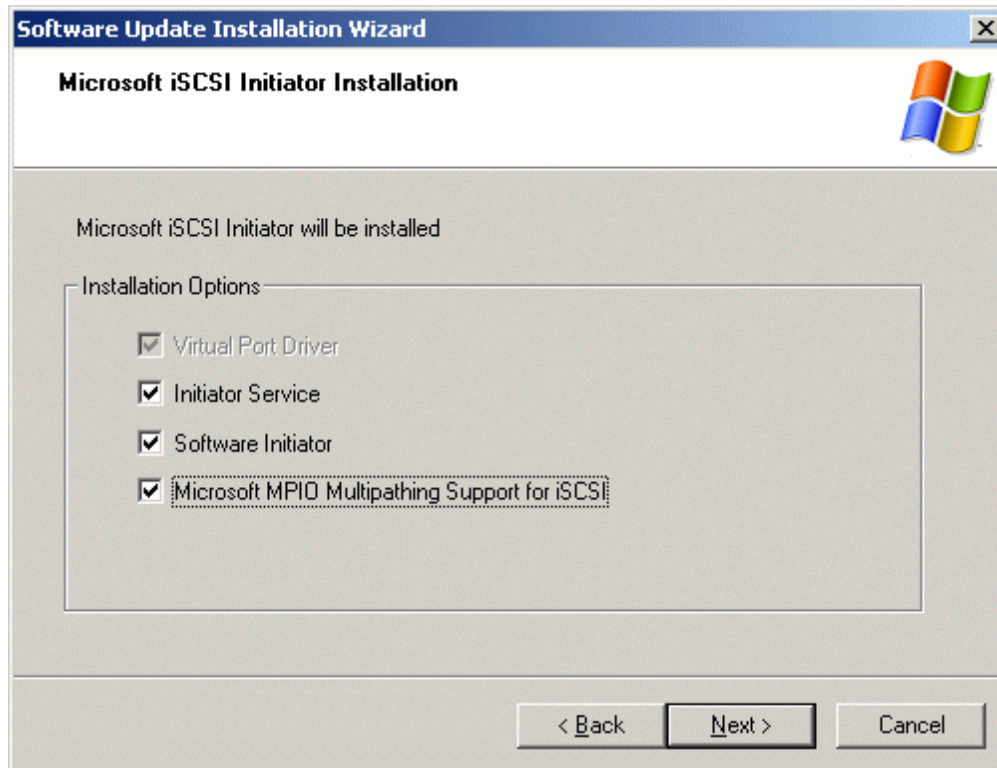 Software Update Installation Wizard
Microsoft iSCSI Initiator Installation
Microsoft iSCSI Initiator will be installed
Installation Options
Virtual Port Driver
Initiator Service
Software Initiator
Microsoft MPIO Multipathing Support for iSCSI
< Back
Next >
Cancel